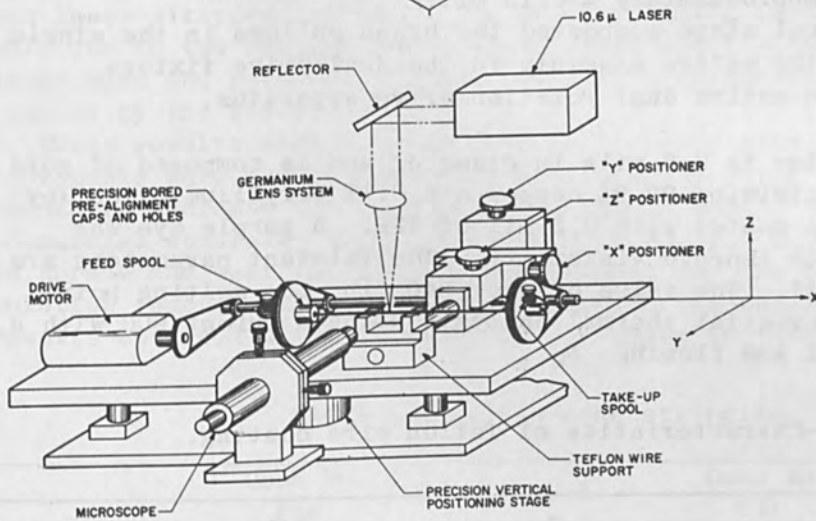 10.6 μ LASER
REFLECTOR
"Y" POSITIONER
GERMANIUM
LENS SYSTEM
PRECISION BORED
PRE-ALIGNMENT
CAPS AND HOLES
"Z" POSITIONER
Z
"X" POSITIONER
FEED SPOOL
DRIVE
MOTOR
X
Y
TAKE-UP
SPOOL
TEFLON WIRE
SUPPORT
PRECISION VERTICAL
POSITIONING STAGE
MICROSCOPE